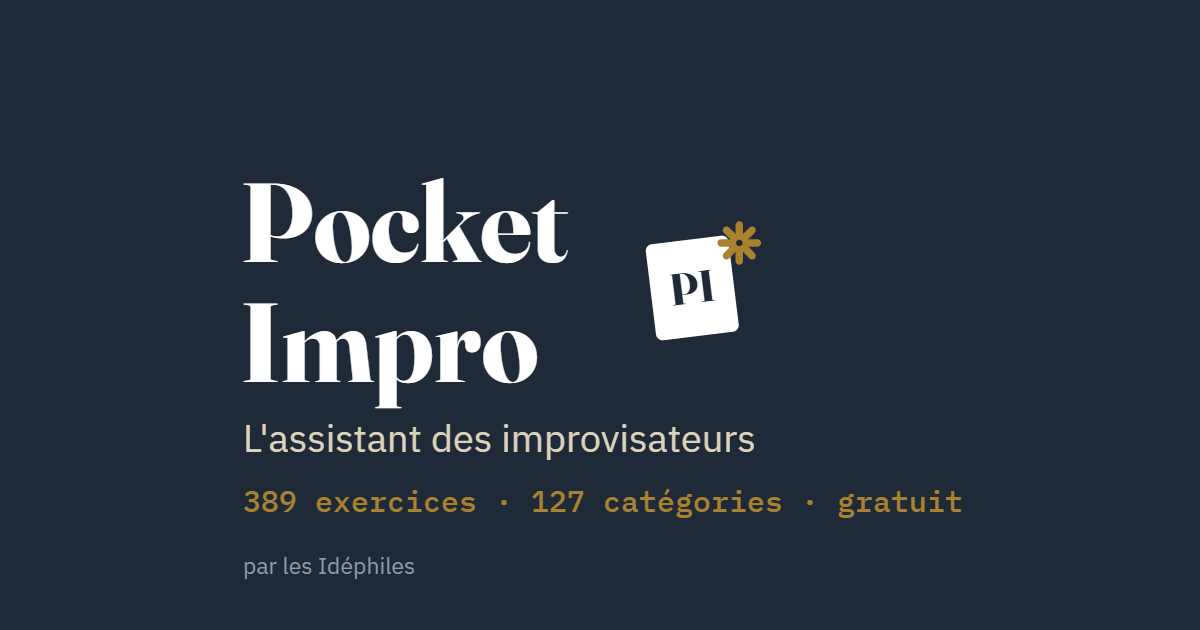 Pocket
Impro
PI
L'assistant des improvisateurs
389 exercices · 127 catégories · gratuit
par les Idéphiles